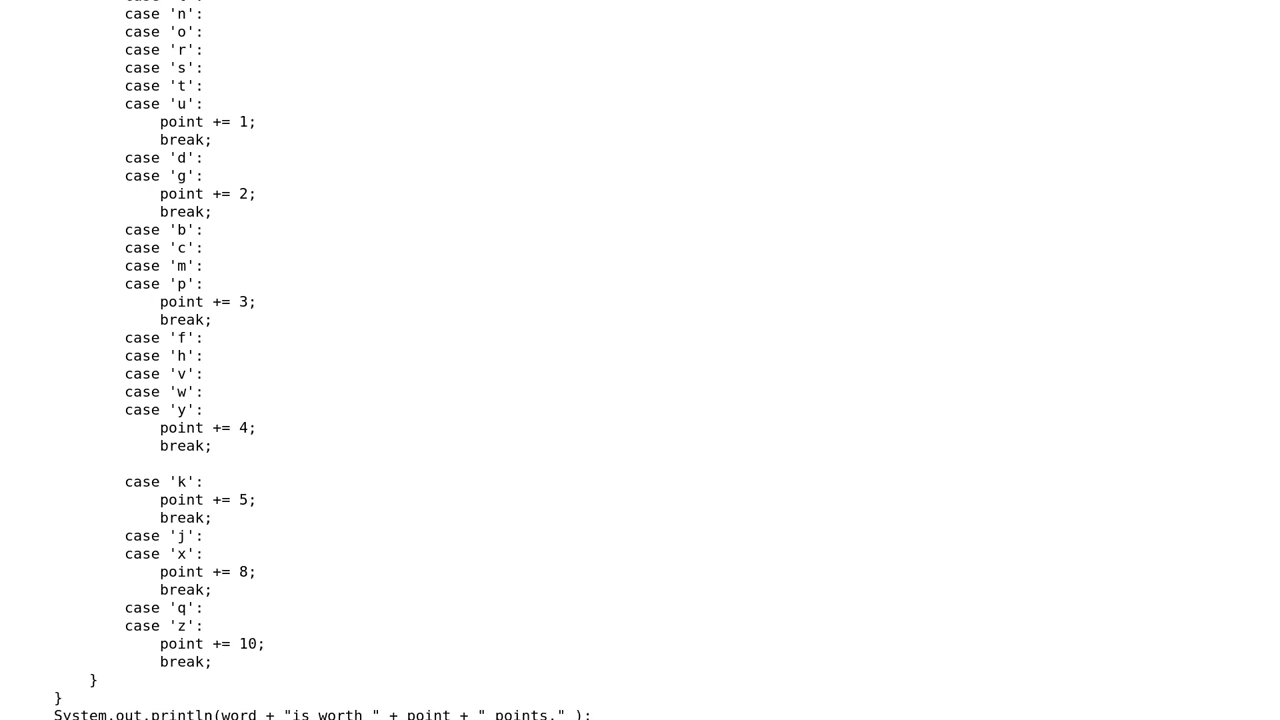 case 'n':
case 'o':
case 'r':
case 's':
case 't':
case 'u':
point += 1;
break;
case 'd':
case 'g':
point += 2;
break;
case 'b':
case 'c':
case 'm':
case 'p':
point += 3;
break;
case 'f':
case 'h':
case 'v':
case 'w':
case 'y':
point += 4;
break;
case 'k':
point += 5;
break;
case 'j':
case 'x':
point += 8;
break;
case 'q':
case 'z':
point += 10;
break;
}
}
System.out.println(word + "is worth " + point + " points." );